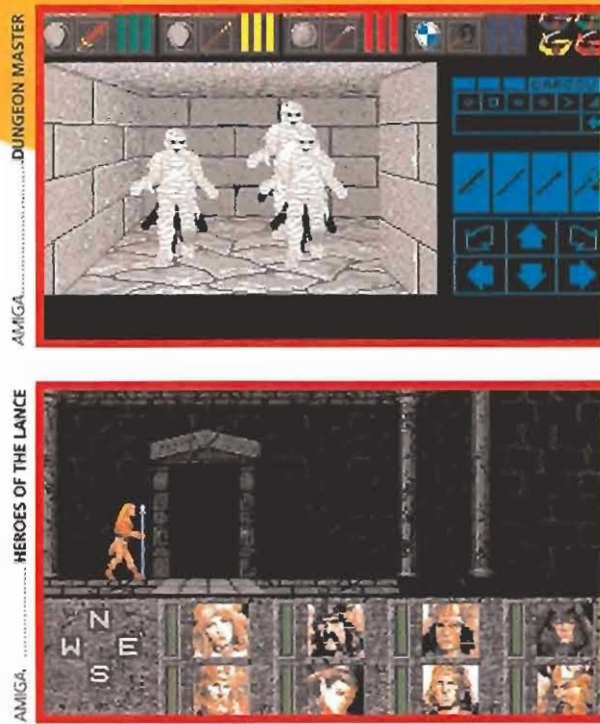 AMIGA..............................DUNGEON MASTER
AMIGA. ..............................HEROES OF THE LANCE
N
W E
S